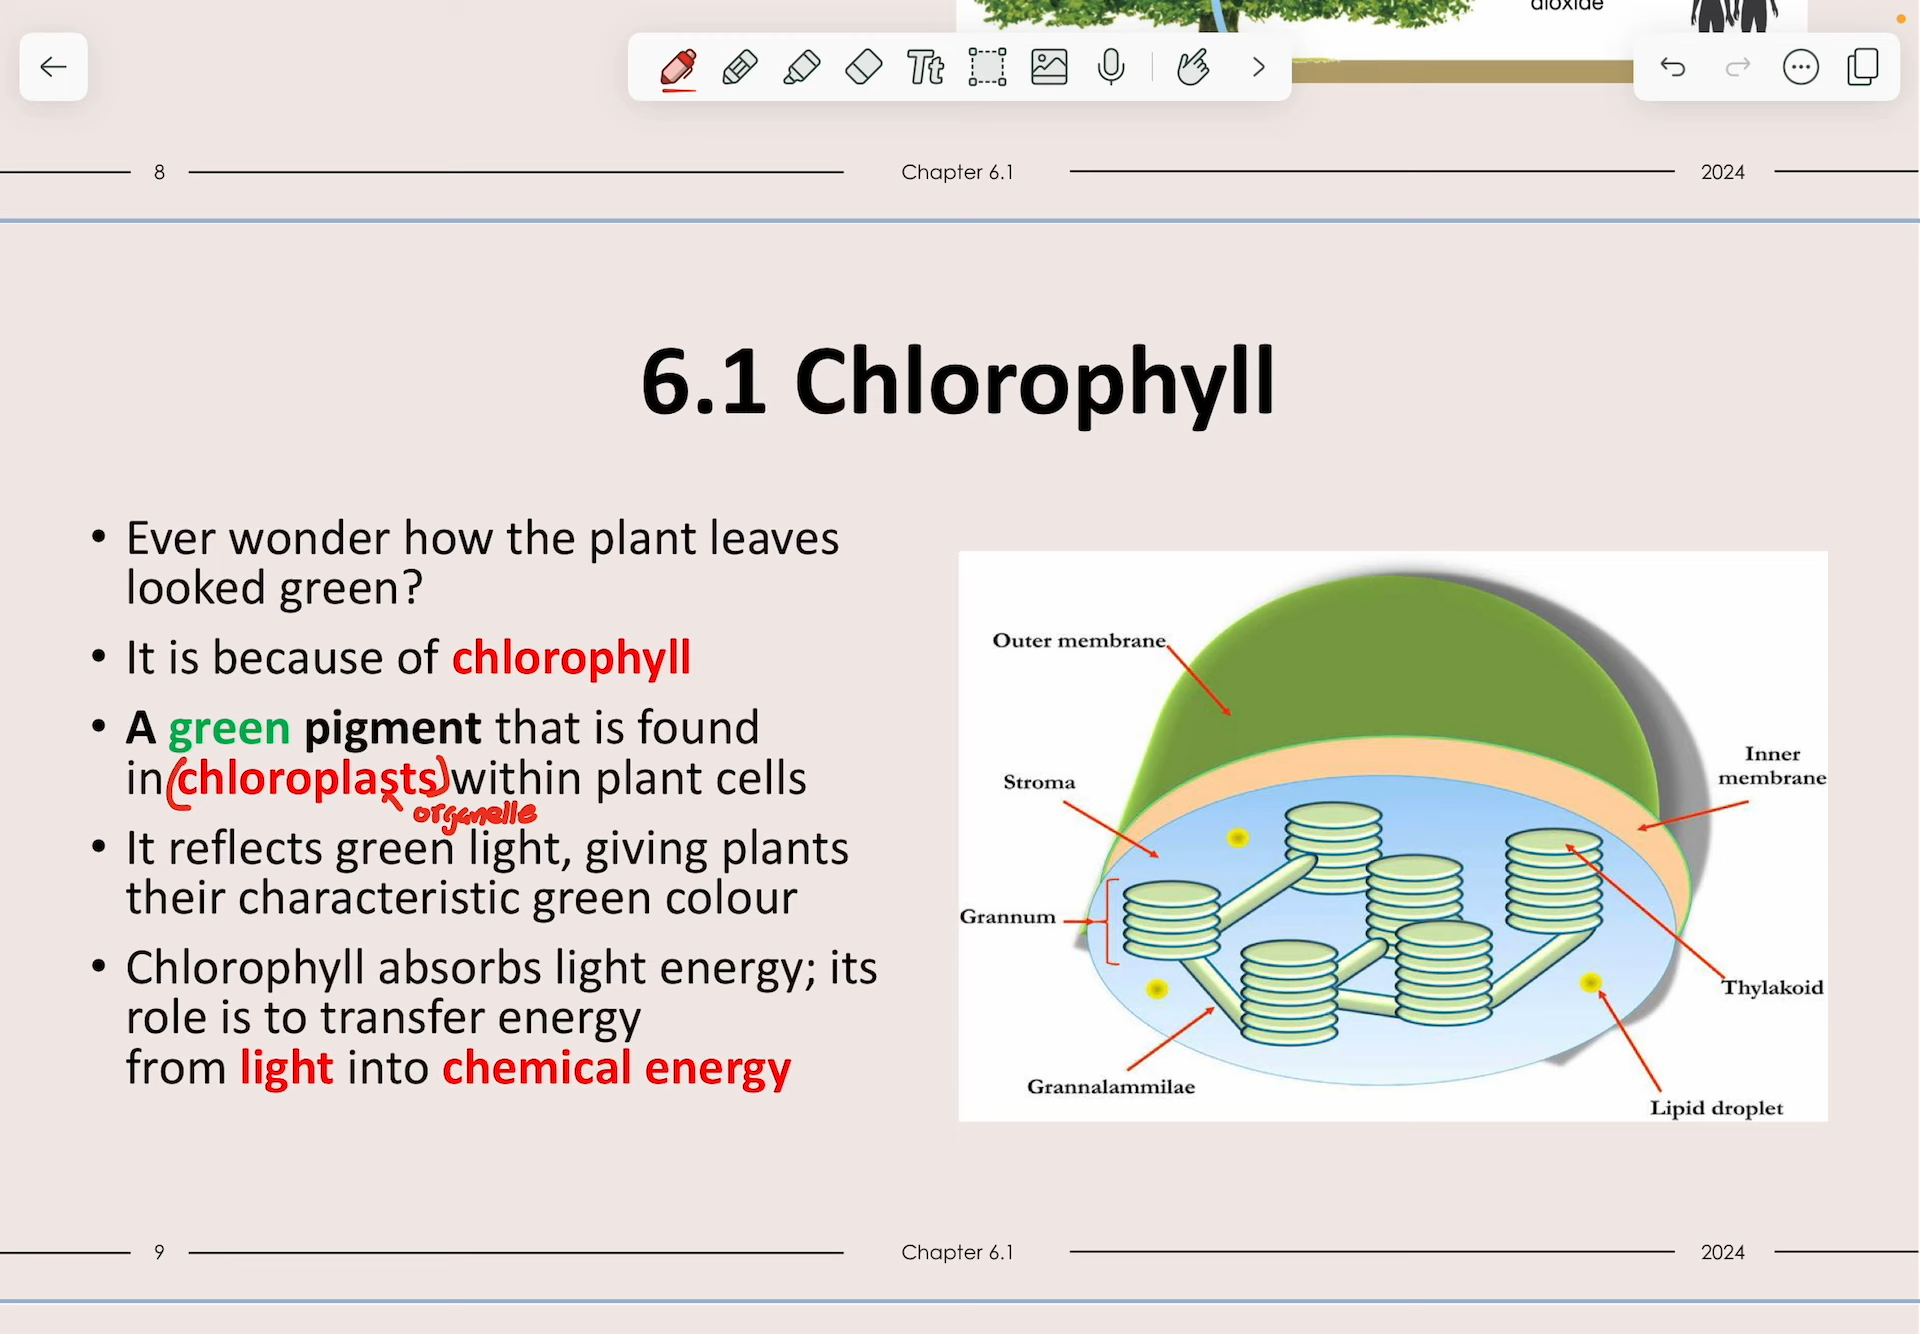 dioxide
Tt
8
Chapter 6.1
2024
6.1 Chlorophyll
• Ever wonder how the plant leaves
looked green?
• It is because of chlorophyll
• A green pigment that is found
in (chloroplasts) within plant cells
organelle
• It reflects green light, giving plants
their characteristic green colour
• Chlorophyll absorbs light energy; its
role is to transfer energy
from light into chemical energy
Outer membrane
Stroma
Inner
membrane
Grannum
Thylakoid
Grannalammilae
Lipid droplet
9
Chapter 6.1
2024